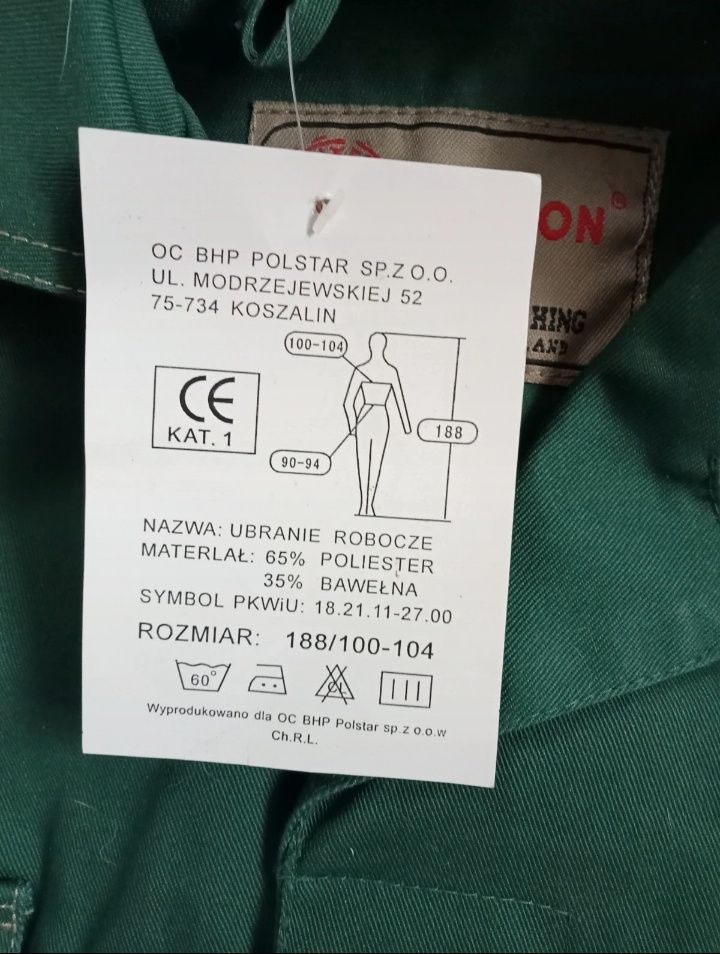 ON®
HING
AND
OC BHP POLSTAR SP.Z O.O.
UL. MODRZEJEWSKIEJ 52
75-734 KOSZALIN
100-104
188
90-94
CE
KAT. 1
NAZWA: UBRANIE ROBOCZE
MATERLAŁ: 65% POLIESTER
35% BAWEŁNA
SYMBOL PKWiU: 18.21.11-27.00
ROZMIAR: 188/100-104
60°
CL
Wyprodukowano dla OC BHP Polstar sp.z o.o.w
Ch.R.L.